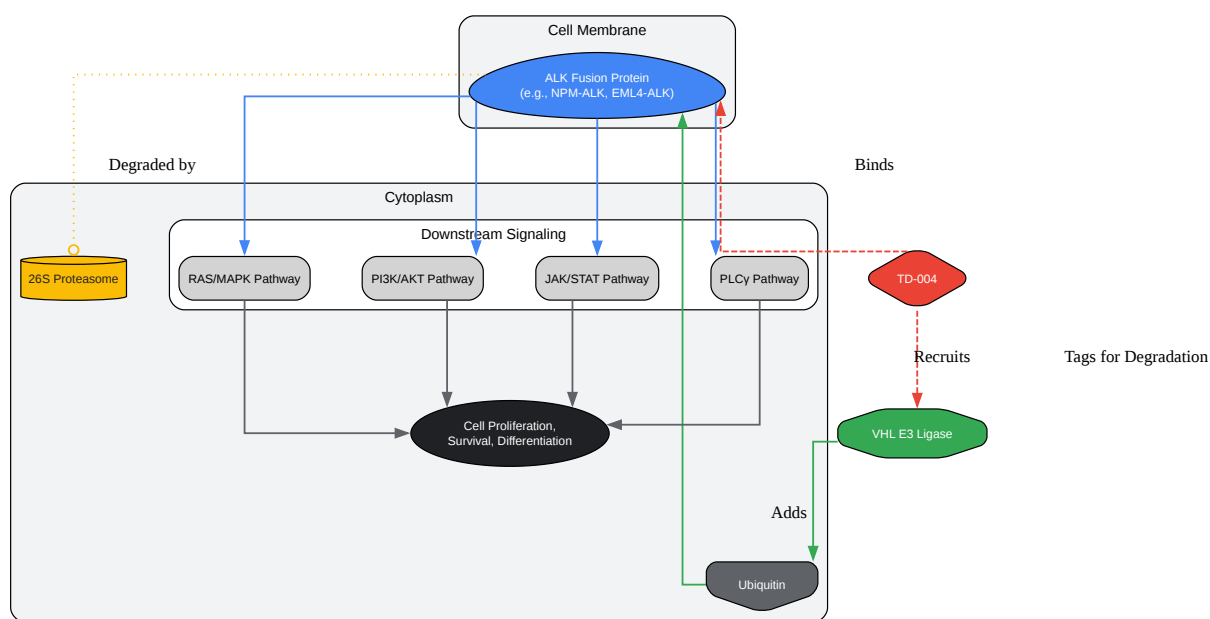 Cell Membrane
ALK Fusion Protein
(e.g., NPM-ALK, EML4-ALK)
Degraded by
Binds
Cytoplasm
Downstream Signaling
26S Proteasome
RAS/MAPK Pathway
PI3K/AKT Pathway
JAK/STAT Pathway
PLCγ Pathway
TD-004
Recruits
Tags for Degradation
Cell Proliferation,
Survival, Differentiation
VHL E3 Ligase
Adds
Ubiquitin